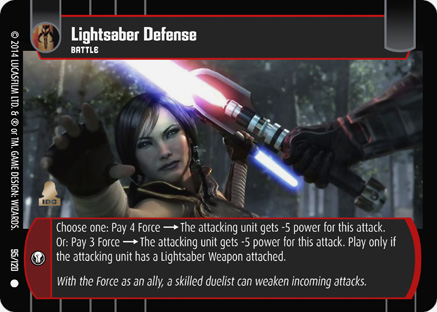 Lightsaber Defense
BATTLE
© 2014 LUCASFILM LTD. & ® or TM. GAME DESIGN: WIZARDS.
95/120
Choose one: Pay 4 Force → The attacking unit gets -5 power for this attack.
Or: Pay 3 Force → The attacking unit gets -5 power for this attack. Play only if
the attacking unit has a Lightsaber Weapon attached.
With the Force as an ally, a skilled duelist can weaken incoming attacks.